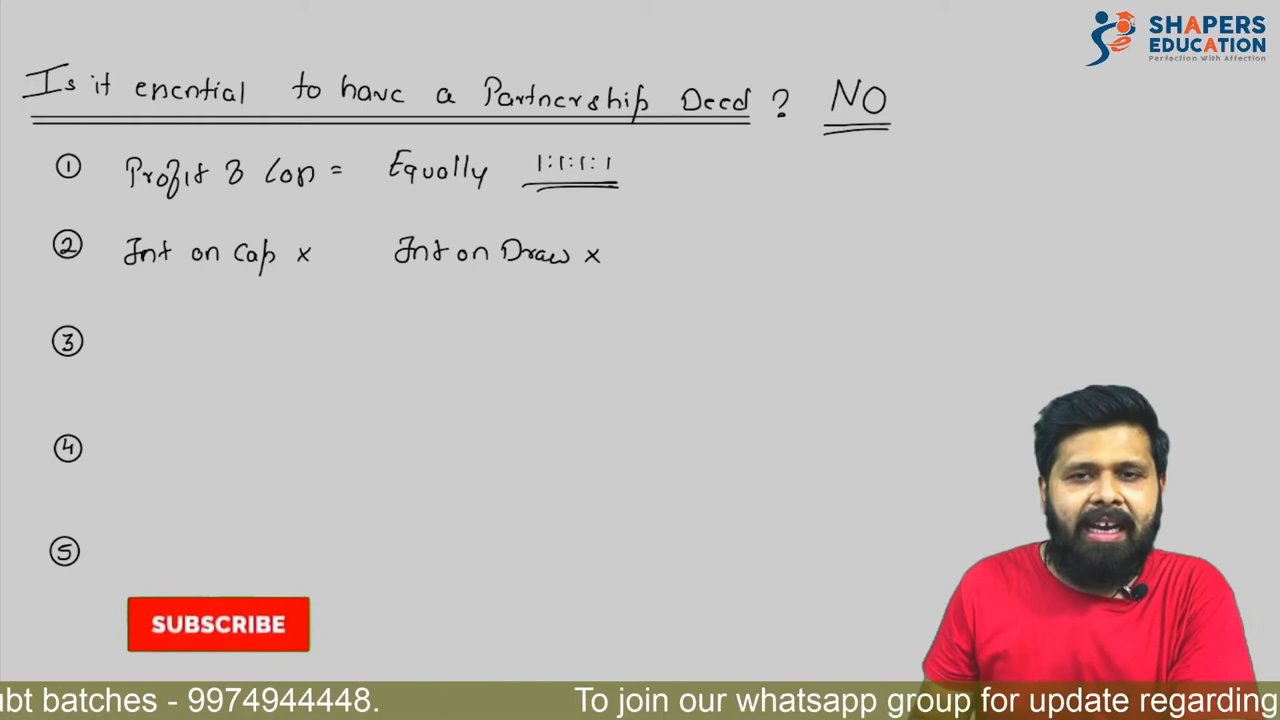 SHAPERS
EDUCATION
Perfection With Affection
Is it essential to have a Partnership Deed ? NO
① Profit & Loss = Equally 1:1:1:1:1
② Int on Cap x Int on Draw x
③
④
⑤
SUBSCRIBE
ubt batches - 9974944448. To join our whatsapp group for update regarding